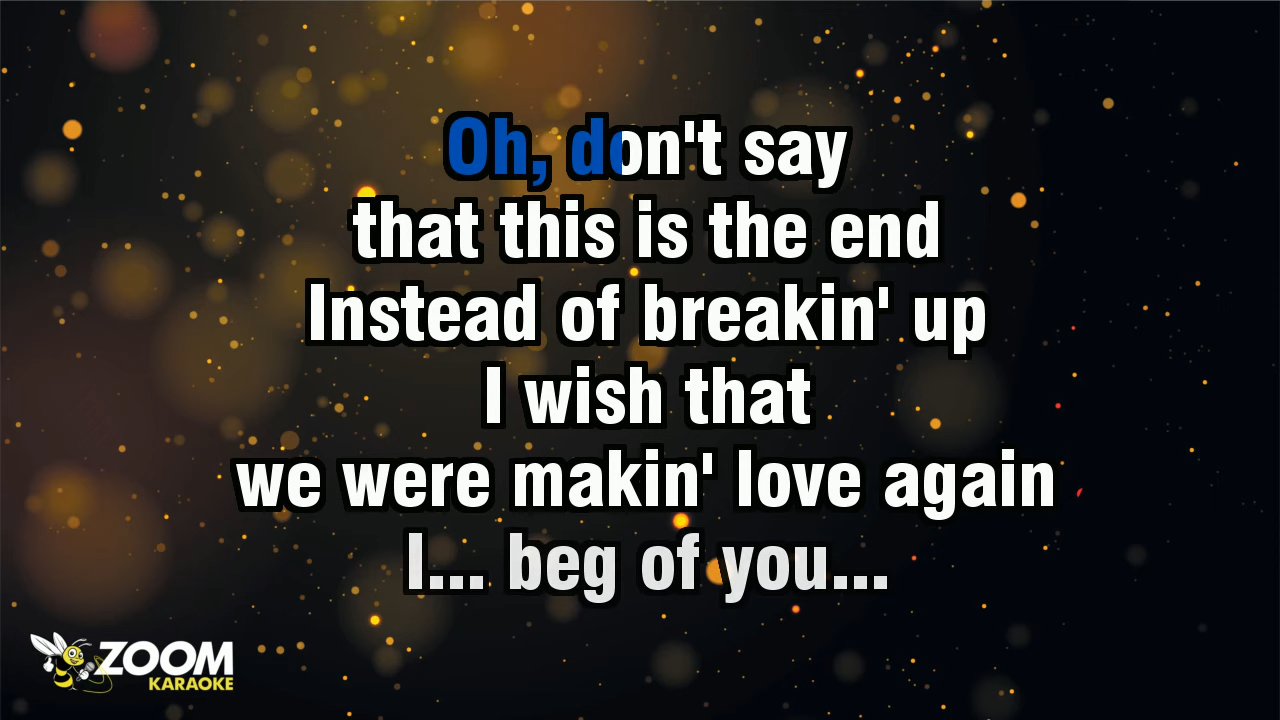 Oh, don't say
that this is the end
Instead of breakin' up
I wish that
we were makin' love again
I... beg of you...
ZOOM
KARAOKE